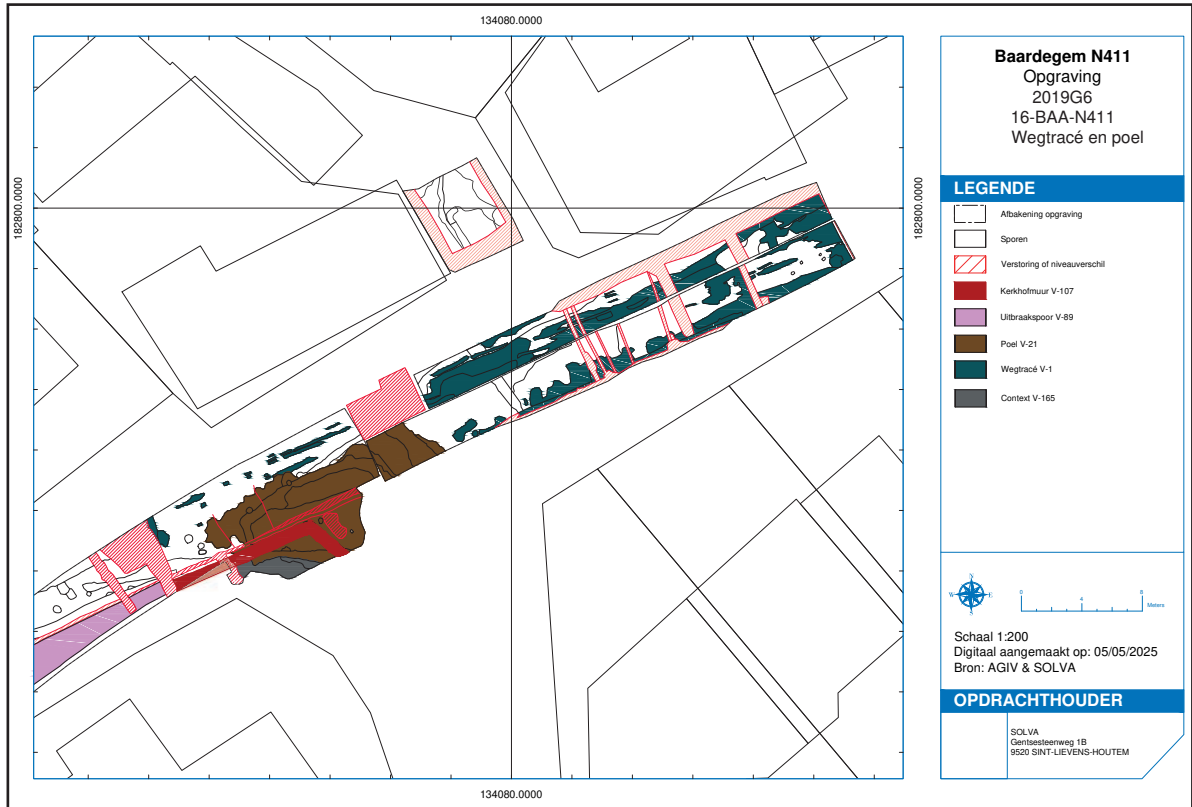 134080.0000
182800.0000
182800.0000
134080.0000
Baardegem N411
Opgraving
2019G6
16-BAA-N411
Wegtracé en poel
LEGENDE
Afbakening opgraving
Sporen
Verstoring of niveauverschil
Kerkhofmuur V-107
Uitbraakspoor V-89
Poel V-21
Wegtracé V-1
Context V-165
N
W E
S
0 4 8
Meters
Schaal 1:200
Digitaal aangemaakt op: 05/05/2025
Bron: AGIV & SOLVA
OPDRACHTHOUDER
SOLVA
Gentsesteenweg 1B
9520 SINT-LIEVENS-HOUTEM